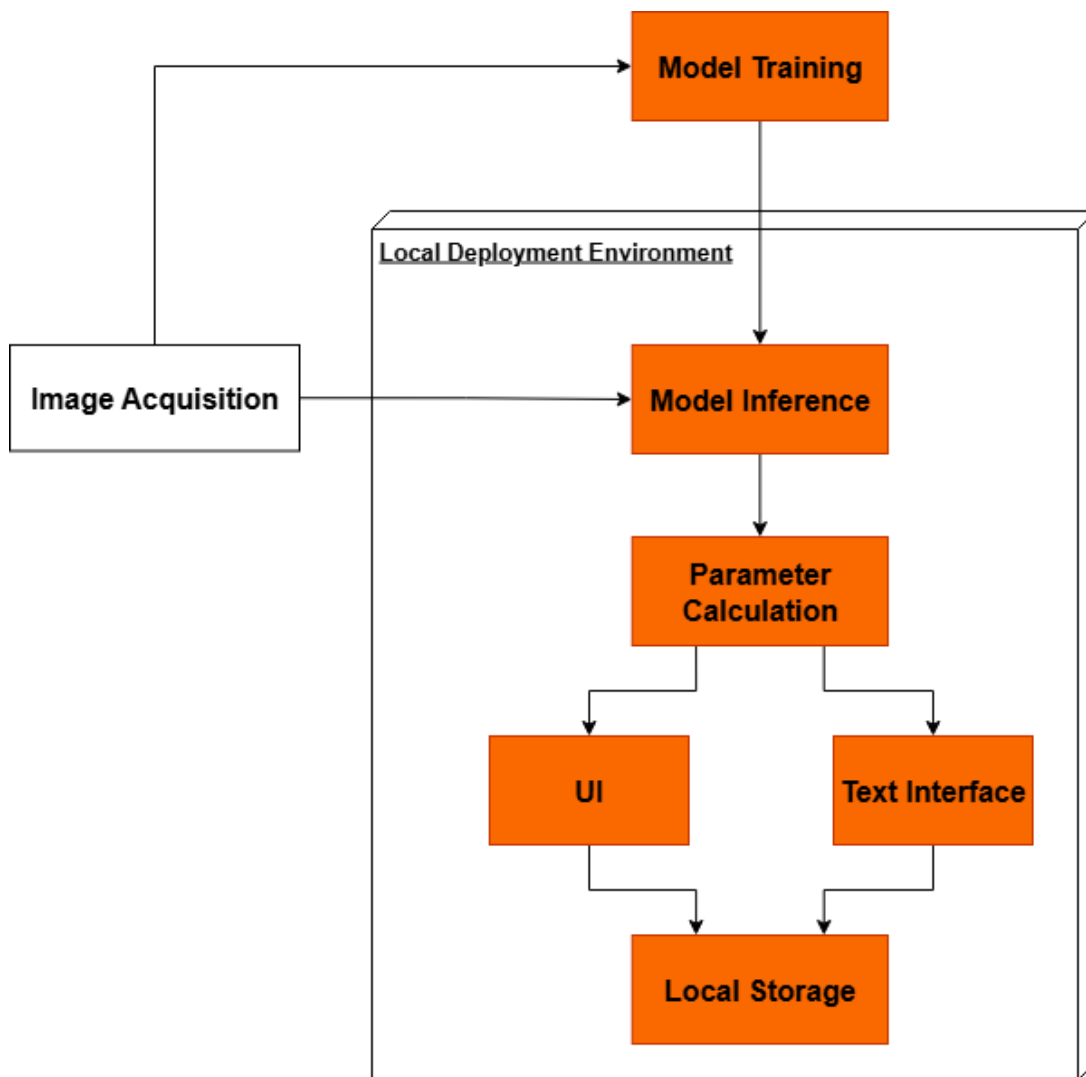 Model Training
Local Deployment Environment
Image Acquisition
Model Inference
Parameter
Calculation
UI
Text Interface
Local Storage